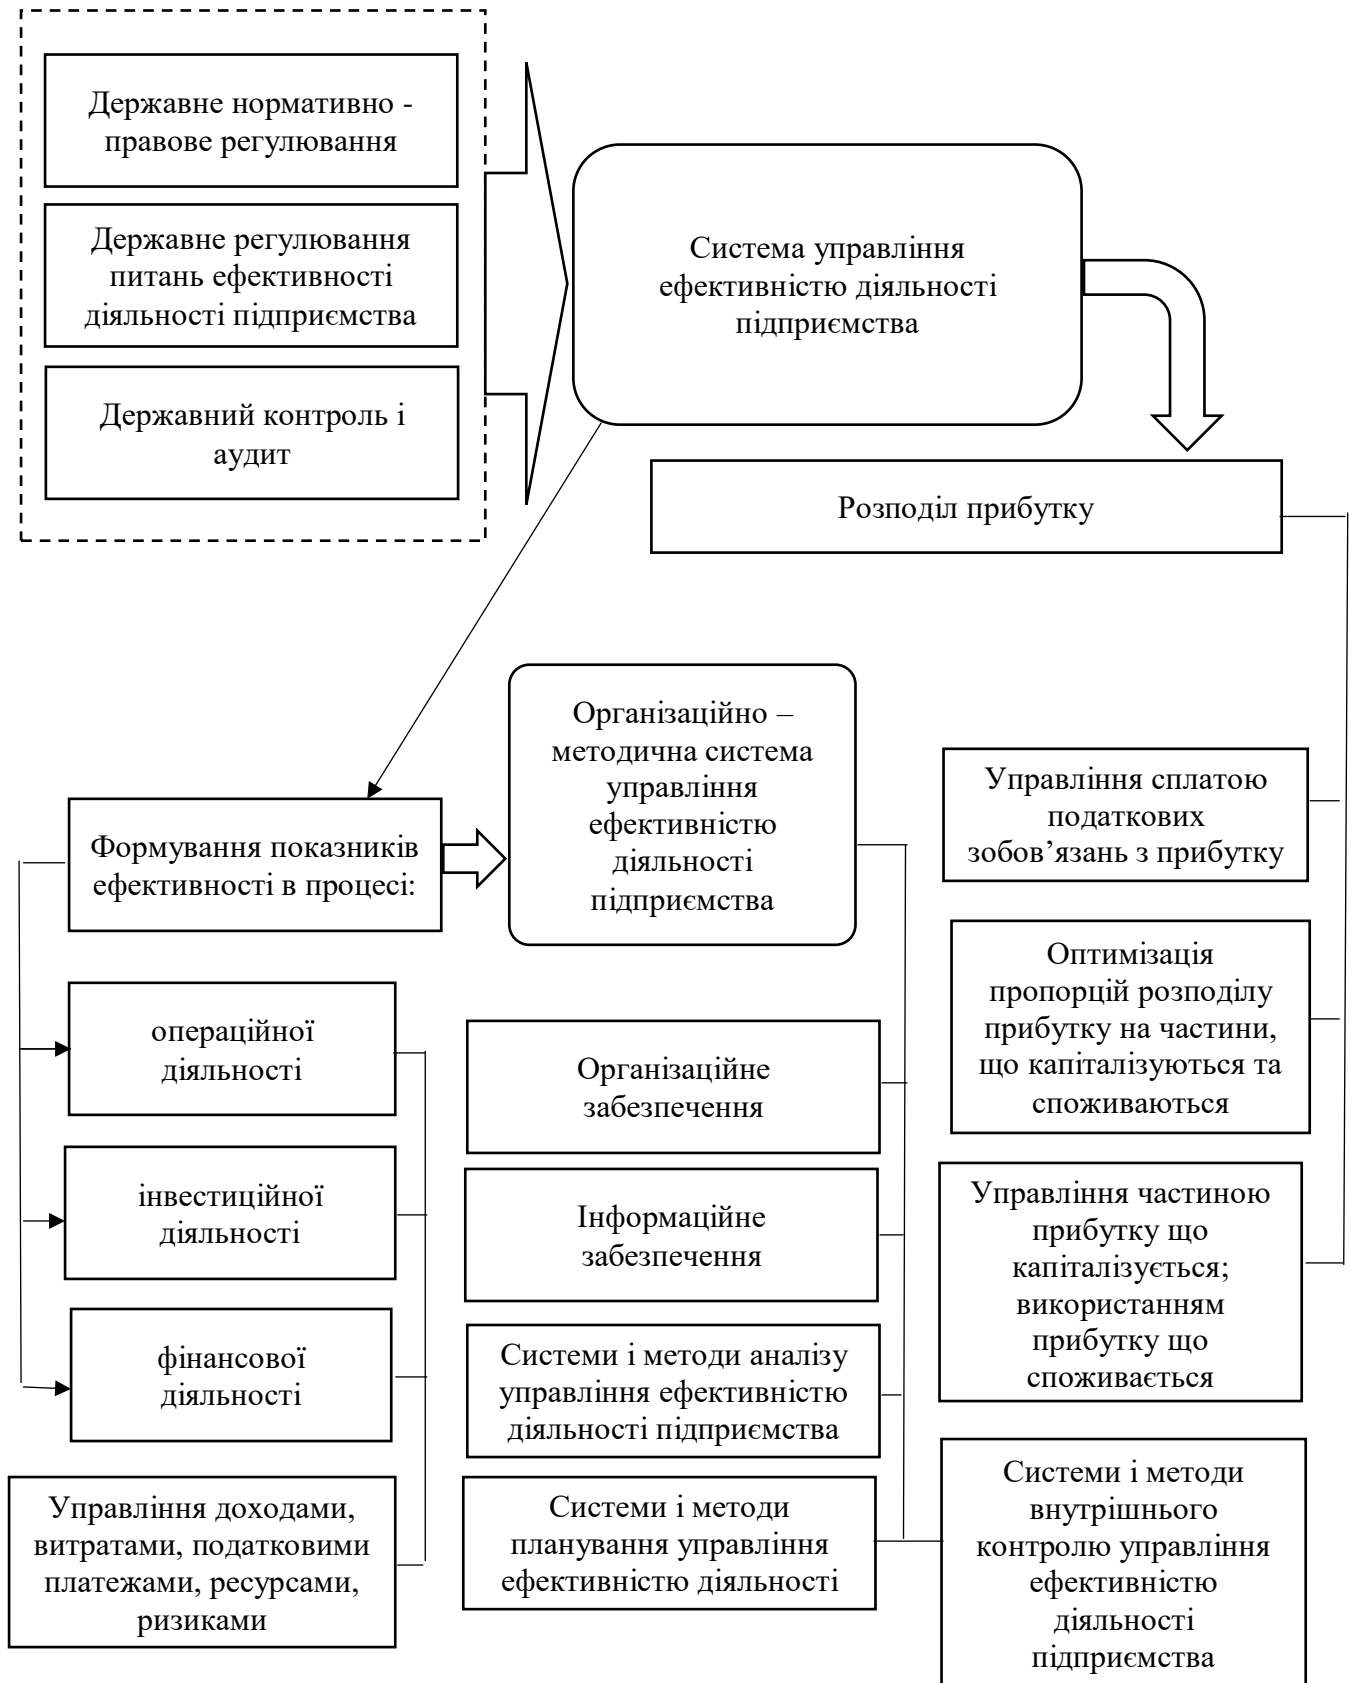 Державне нормативно -
правове регулювання
Державне регулювання
питань ефективності
діяльності підприємства
Державний контроль і
аудит
Система управління
ефективністю діяльності
підприємства
Розподіл прибутку
Організаційно –
методична система
управління
ефективністю
діяльності
підприємства
Формування показників
ефективності в процесі:
операційної
діяльності
інвестиційної
діяльності
фінансової
діяльності
Управління доходами,
витратами, податковими
платежами, ресурсами,
ризиками
Організаційне
забезпечення
Інформаційне
забезпечення
Системи і методи аналізу
управління ефективністю
діяльності підприємства
Системи і методи
планування управління
ефективністю діяльності
Управління сплатою
податкових
зобов’язань з прибутку
Оптимізація
пропорцій розподілу
прибутку на частини,
що капіталізуються та
споживаються
Управління частиною
прибутку що
капіталізується;
використанням
прибутку що
споживається
Системи і методи
внутрішнього
контролю управління
ефективністю
діяльності
підприємства